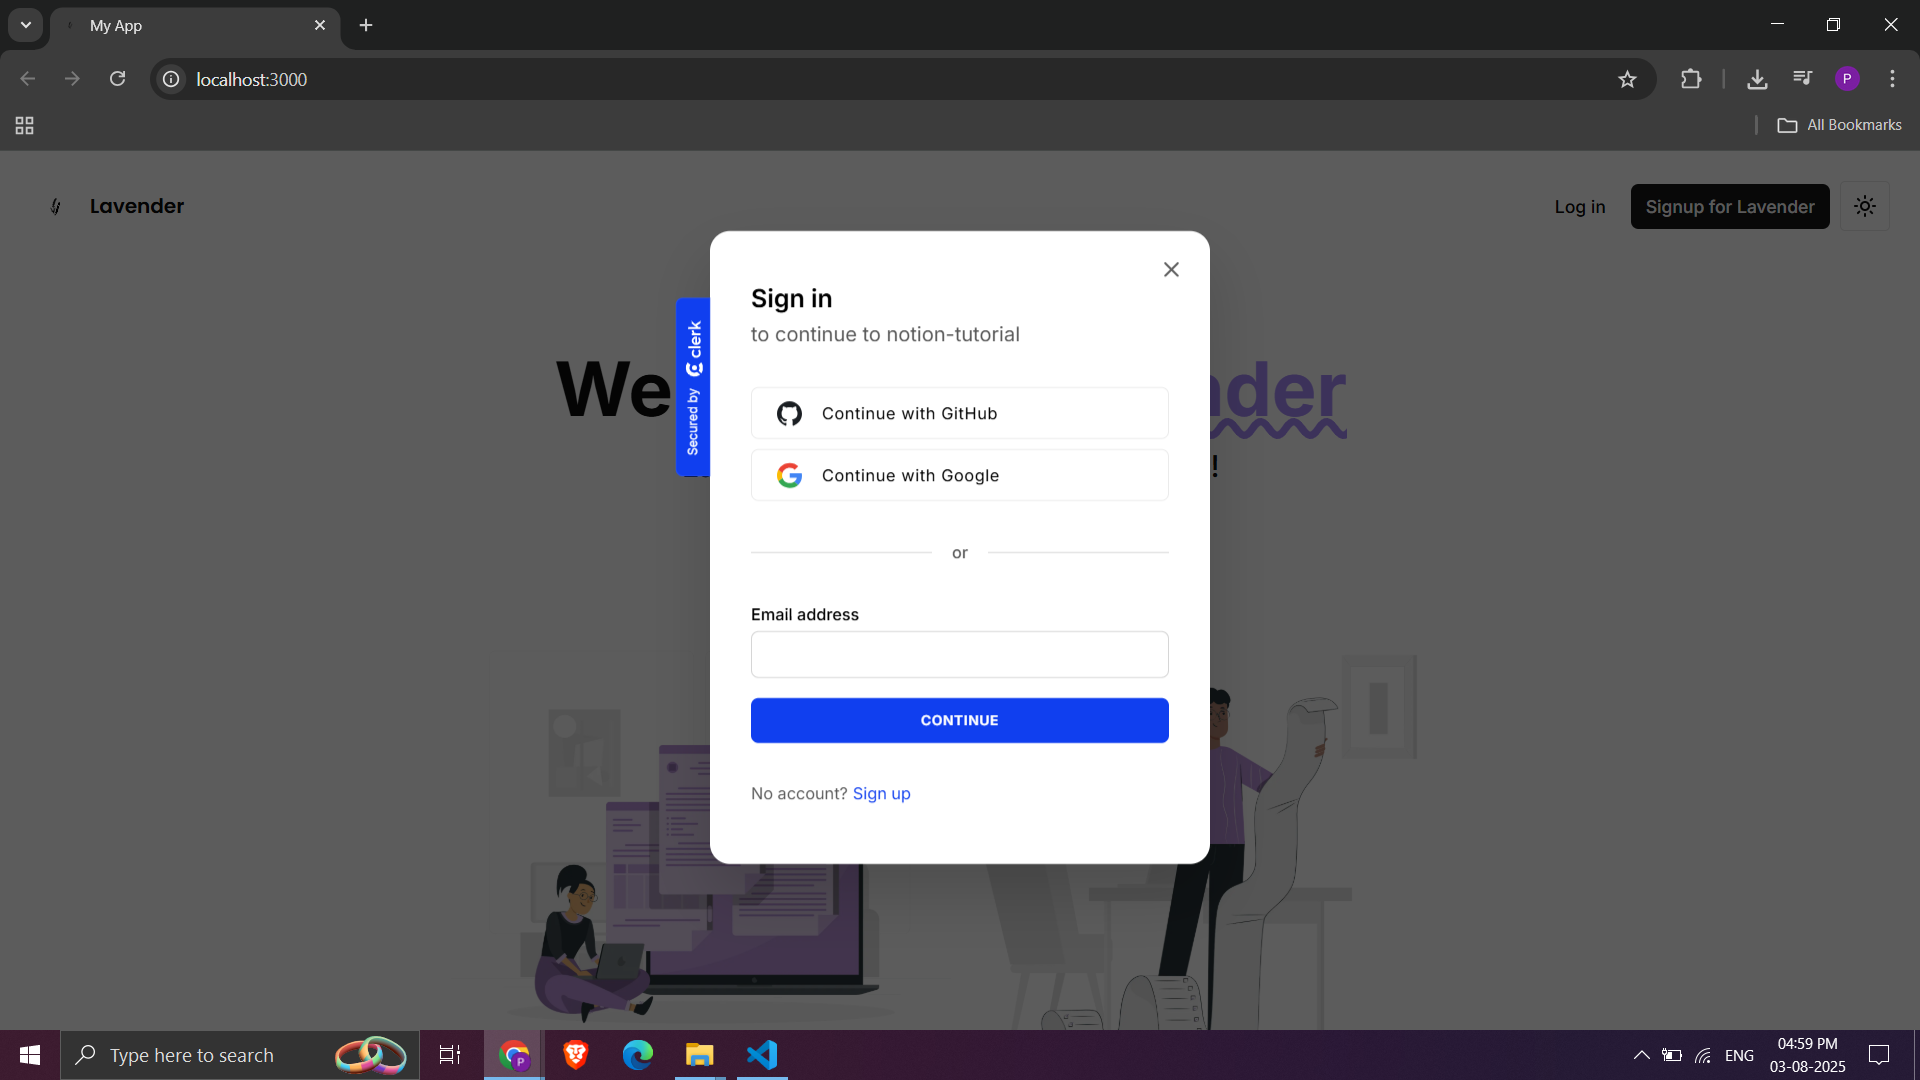 My App
localhost:3000
All Bookmarks
Lavender
Log in
Signup for Lavender
We
nder
!
Secured by clerk
Sign in
to continue to notion-tutorial
Continue with GitHub
Continue with Google
or
Email address
CONTINUE
No account? Sign up
Type here to search
P
P
ENG
04:59 PM
03-08-2025